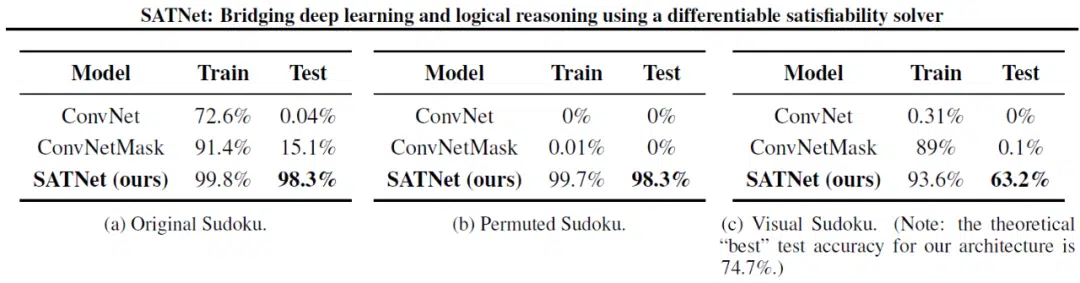 SATNet: Bridging deep learning and logical reasoning using a differentiable satisfiability solver
Model Train Test
ConvNet 72.6% 0.04%
ConvNetMask 91.4% 15.1%
SATNet (ours) 99.8% 98.3%
(a) Original Sudoku.
Model Train Test
ConvNet 0% 0%
ConvNetMask 0.01% 0%
SATNet (ours) 99.7% 98.3%
(b) Permuted Sudoku.
Model Train Test
ConvNet 0.31% 0%
ConvNetMask 89% 0.1%
SATNet (ours) 93.6% 63.2%
(c) Visual Sudoku. (Note: the theoretical
“best” test accuracy for our architecture is
74.7%.)